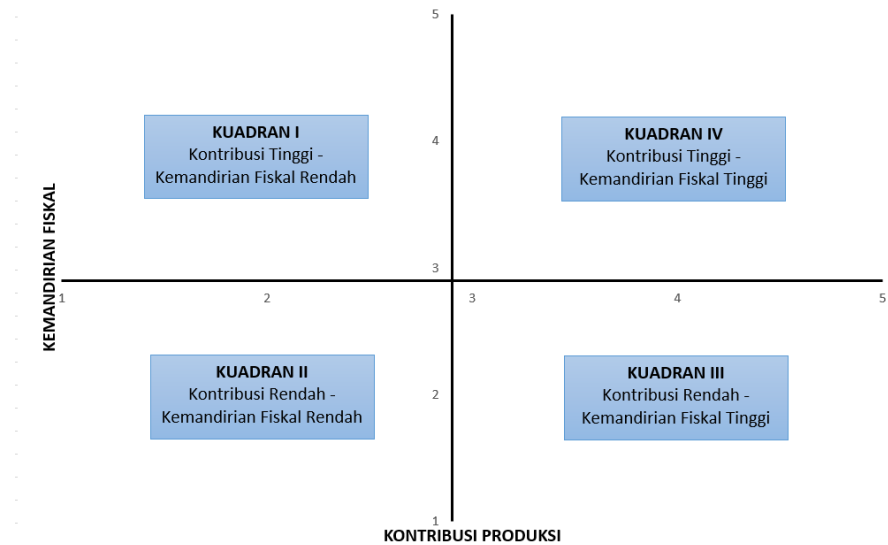 5
KUADRAN I
Kontribusi Tinggi -
Kemandirian Fiskal Rendah
4
KUADRAN IV
Kontribusi Tinggi -
Kemandirian Fiskal Tinggi
KEMANDIRIAN FISKAL
3
1
2
3
4
5
KUADRAN II
Kontribusi Rendah -
Kemandirian Fiskal Rendah
2
KUADRAN III
Kontribusi Rendah -
Kemandirian Fiskal Tinggi
1
KONTRIBUSI PRODUKSI